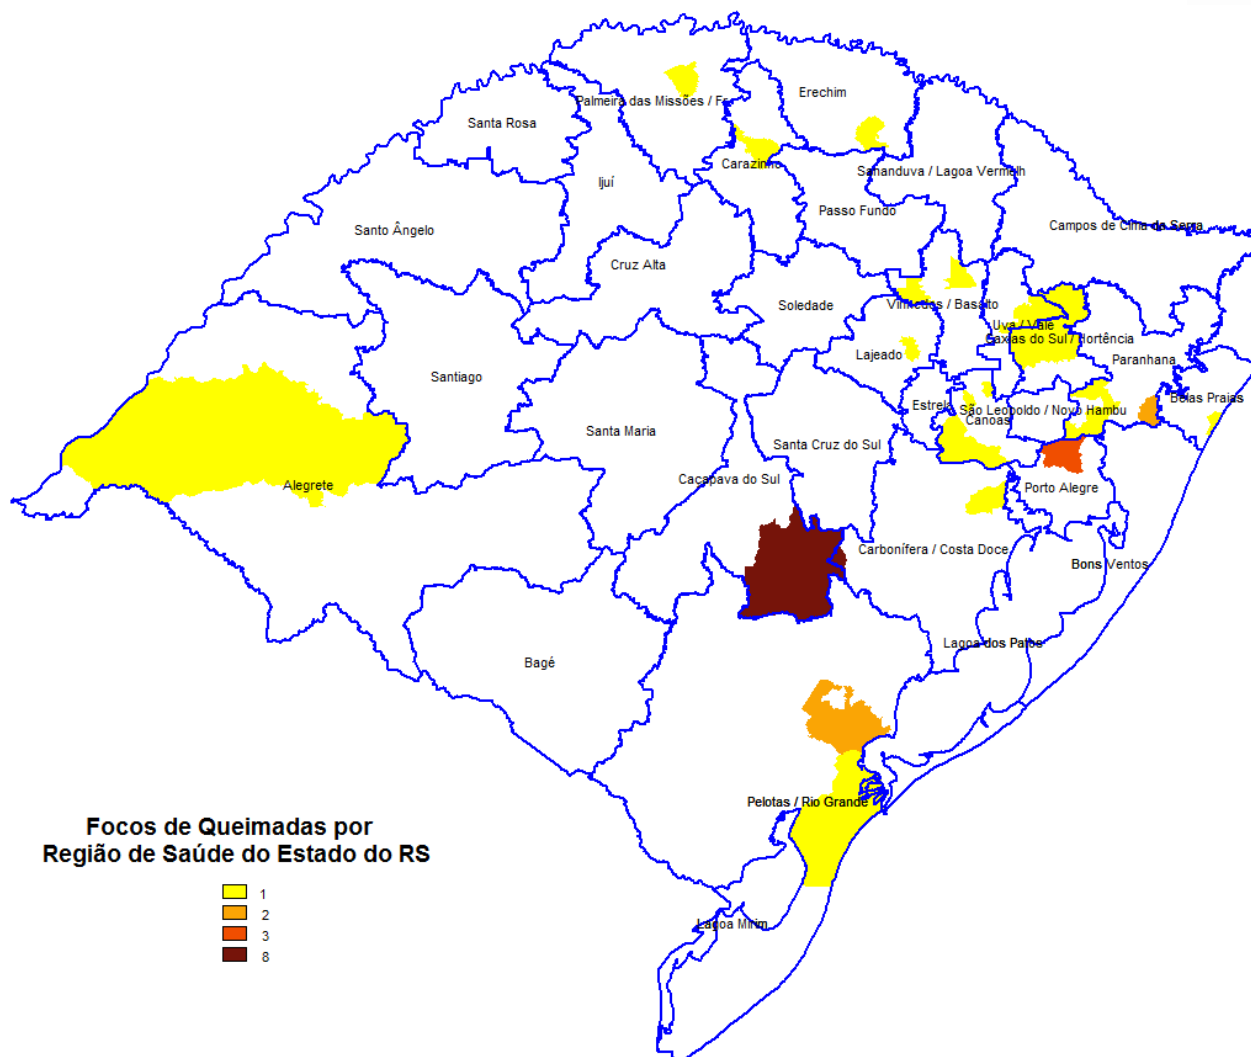 Erechim
Palmeira das Missões / Fr
Santa Rosa
Carazinho
Sananduva / Lagoa Vermelh
Ijuí
Passo Fundo
Campos de Cima da Serra
Santo Ângelo
Cruz Alta
Soledade
Vinhedos / Basalto
Uva / Vale
Caxias do Sul / Hortência
Lajeado
Paranhana
Santiago
Belas Praias
Estrela
São Leopoldo / Novo Hambu
Canoas
Santa Maria
Santa Cruz do Sul
Caçapava do Sul
Alegrete
Porto Alegre
Carbonífera / Costa Doce
Bons Ventos
Lagoa dos Patos
Bagé
Pelotas / Rio Grande
Focos de Queimadas por
Região de Saúde do Estado do RS
1
2
3
8
Lagoa Mirim